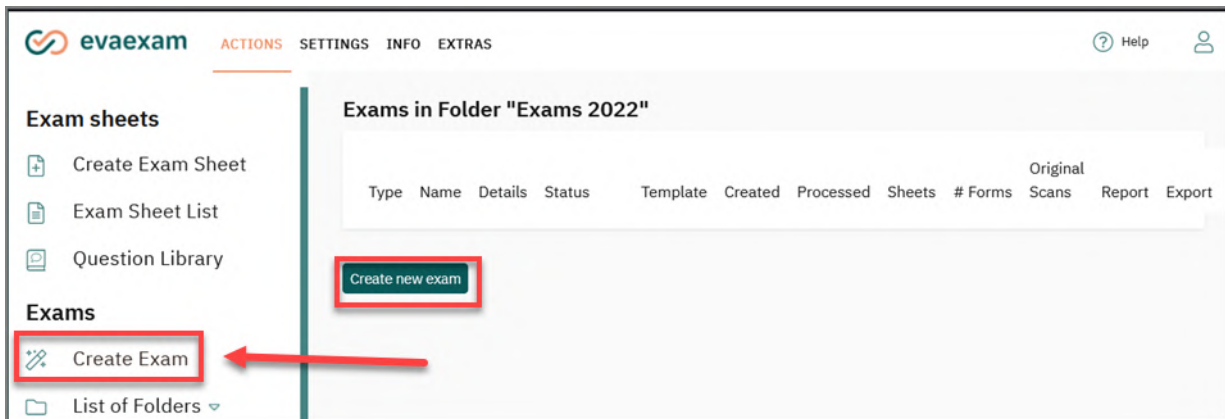 evaexam ACTIONS SETTINGS INFO EXTRAS Help
Exam sheets
Create Exam Sheet
Exam Sheet List
Question Library
Exams
Create Exam
List of Folders
Exams in Folder "Exams 2022"
Type Name Details Status Template Created Processed Sheets # Forms Original Scans Report Export
Create new exam